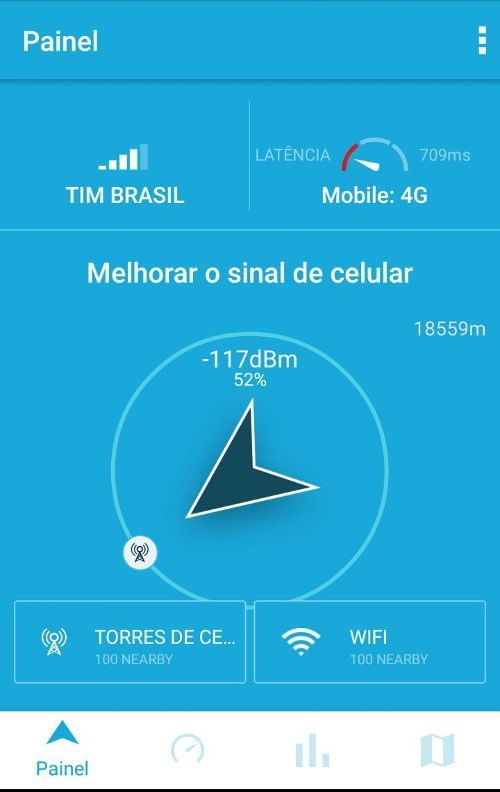 Painel
LATÊNCIA 709ms
TIM BRASIL
Mobile: 4G
Melhorar o sinal de celular
18559m
-117dBm
52%
TORRES DE CE...
100 NEARBY
WIFI
100 NEARBY
Painel